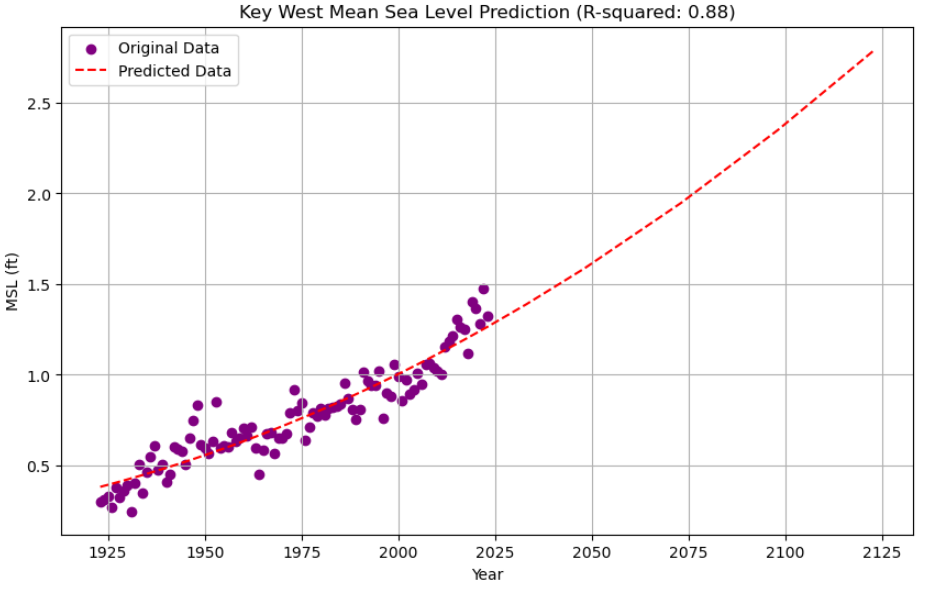 Key West Mean Sea Level Prediction (R-squared: 0.88)
Original Data
Predicted Data
2.5
2.0
1.5
1.0
0.5
MSL (ft)
1925 1950 1975 2000 2025 2050 2075 2100 2125
Year